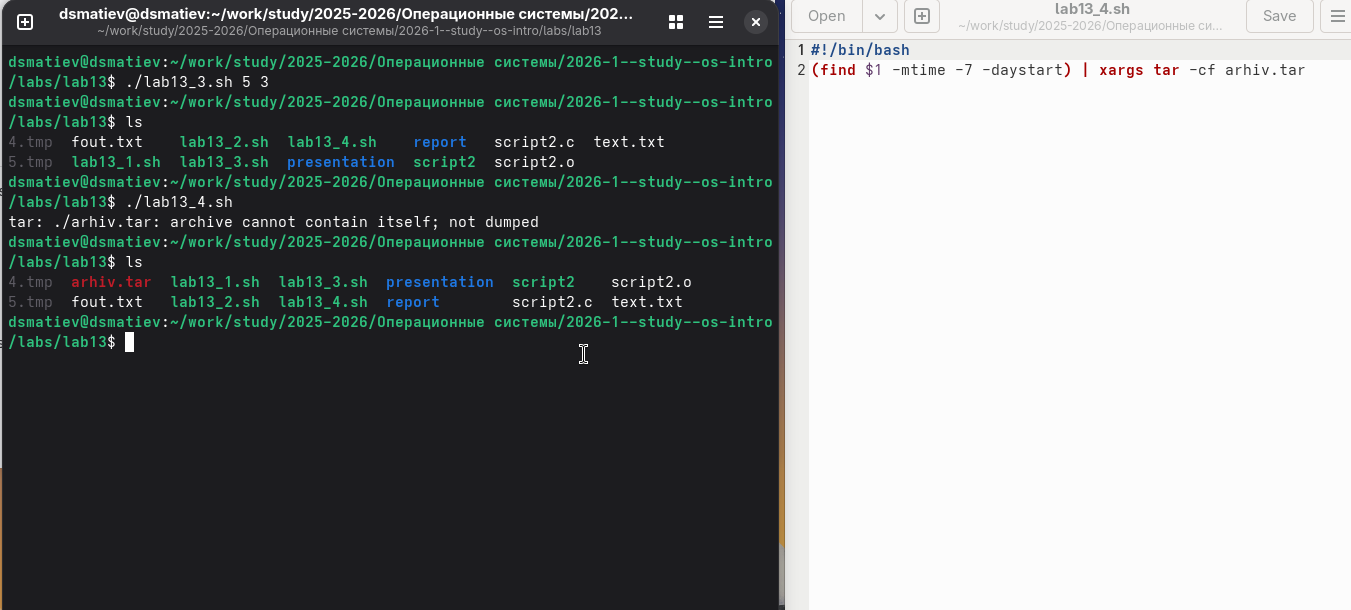 dsmatiev@dsmatiev:~/work/study/2025-2026/Операционные системы/202...
~/work/study/2025-2026/Операционные системы/2026-1--study--os-intro/labs/lab13
dsmatiev@dsmatiev:~/work/study/2025-2026/Операционные системы/2026-1--study--os-intro
/labs/lab13$ ./lab13_3.sh 5 3
dsmatiev@dsmatiev:~/work/study/2025-2026/Операционные системы/2026-1--study--os-intro
/labs/lab13$ ls
4.tmp fout.txt lab13_2.sh lab13_4.sh report script2.c text.txt
5.tmp lab13_1.sh lab13_3.sh presentation script2 script2.o
dsmatiev@dsmatiev:~/work/study/2025-2026/Операционные системы/2026-1--study--os-intro
/labs/lab13$ ./lab13_4.sh
tar: ./arhiv.tar: archive cannot contain itself; not dumped
dsmatiev@dsmatiev:~/work/study/2025-2026/Операционные системы/2026-1--study--os-intro
/labs/lab13$ ls
4.tmp arhiv.tar lab13_1.sh lab13_3.sh presentation script2 script2.o
5.tmp fout.txt lab13_2.sh lab13_4.sh report script2.c text.txt
dsmatiev@dsmatiev:~/work/study/2025-2026/Операционные системы/2026-1--study--os-intro
/labs/lab13$
Open
lab13_4.sh
~/work/study/2025-2026/Операционные си...
Save
1 #!/bin/bash
2 (find $1 -mtime -7 -daystart) | xargs tar -cf arhiv.tar